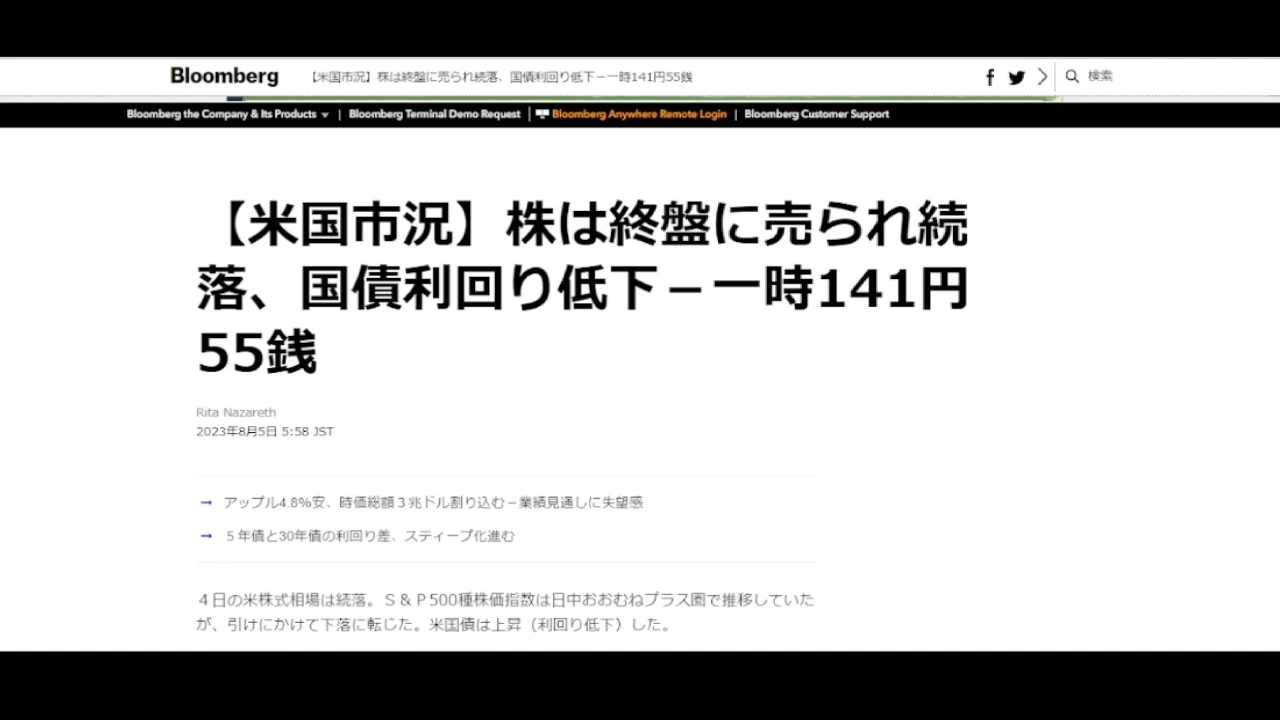 Bloomberg 【米国市況】株は終盤に売られ続落、国債利回り低下－一時141円55銭 検索
Bloomberg the Company & Its Products | Bloomberg Terminal Demo Request | Bloomberg Anywhere Remote Login | Bloomberg Customer Support
【米国市況】株は終盤に売られ続
落、国債利回り低下－一時141円
55銭
Rita Nazareth
2023年8月5日 5:58 JST
→ アップル4.8%安、時価総額３兆ドル割り込む－業績見通しに失望感
→ ５年債と30年債の利回り差、スティープ化進む
４日の米株式相場は続落。Ｓ＆Ｐ500種株価指数は日中おおむねプラス圏で推移していた
が、引けにかけて下落に転じた。米国債は上昇（利回り低下）した。